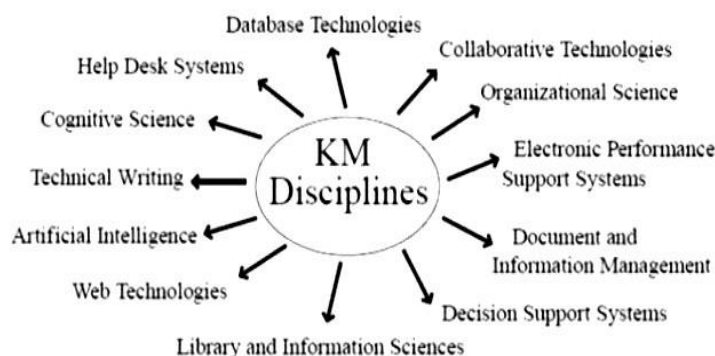 Database Technologies
Collaborative Technologies
Help Desk Systems
Organizational Science
Cognitive Science
KM
Disciplines
Electronic Performance
Support Systems
Technical Writing
Artificial Intelligence
Document and
Information Management
Web Technologies
Decision Support Systems
Library and Information Sciences